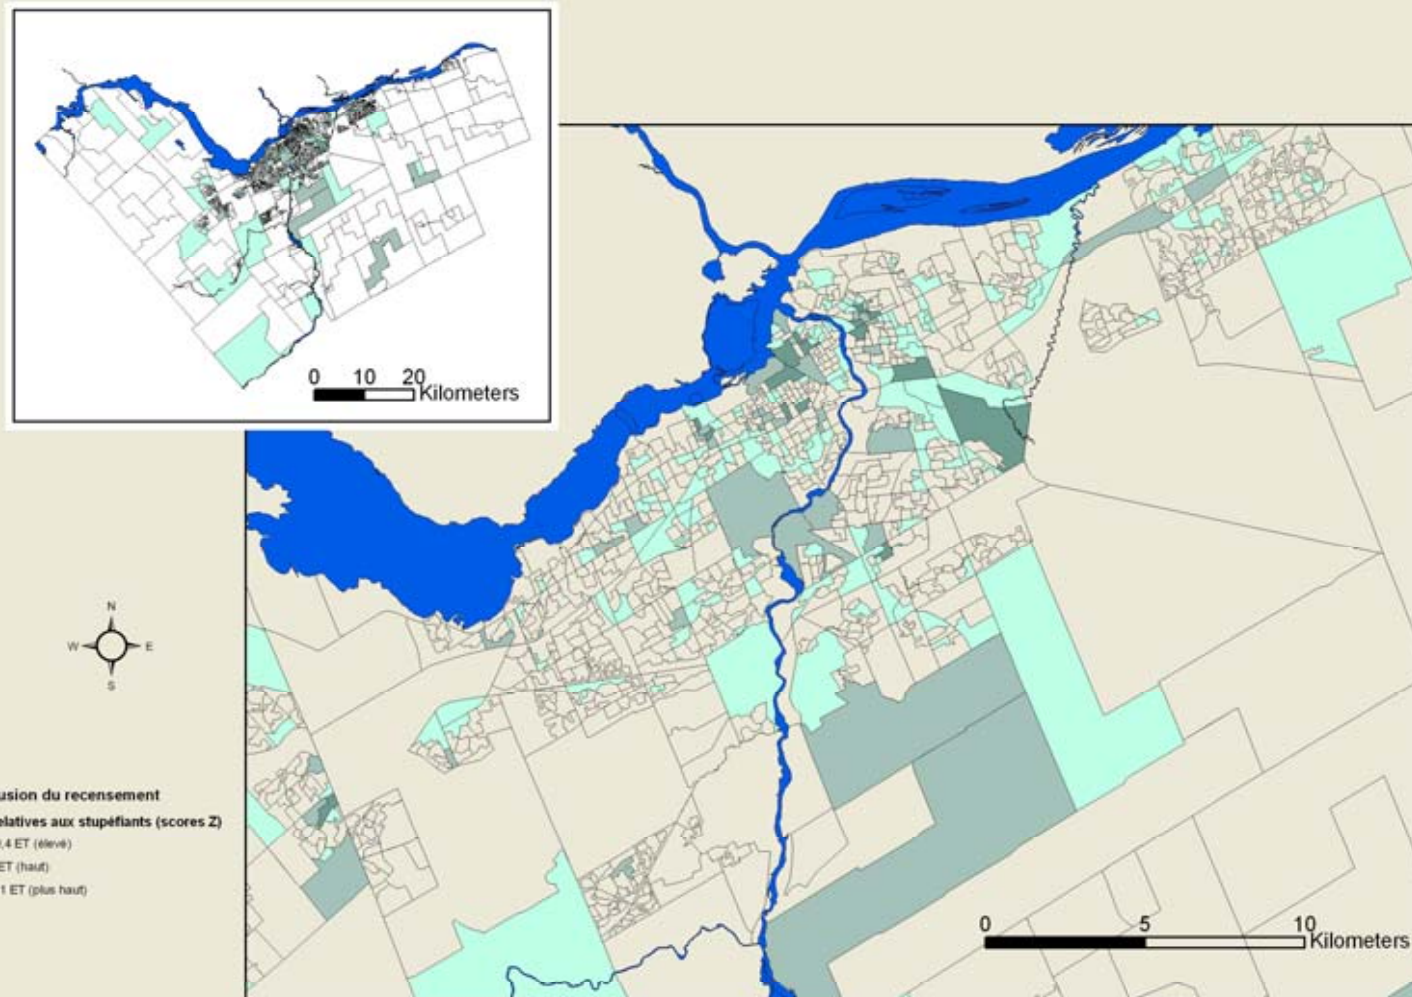 0 10 20
Kilometers
N
W E
S
usion du recensement
elatives aux stupéfiants (scores Z)
,4 ET (élevé)
ET (haut)
1 ET (plus haut)
0 5 10
Kilometers